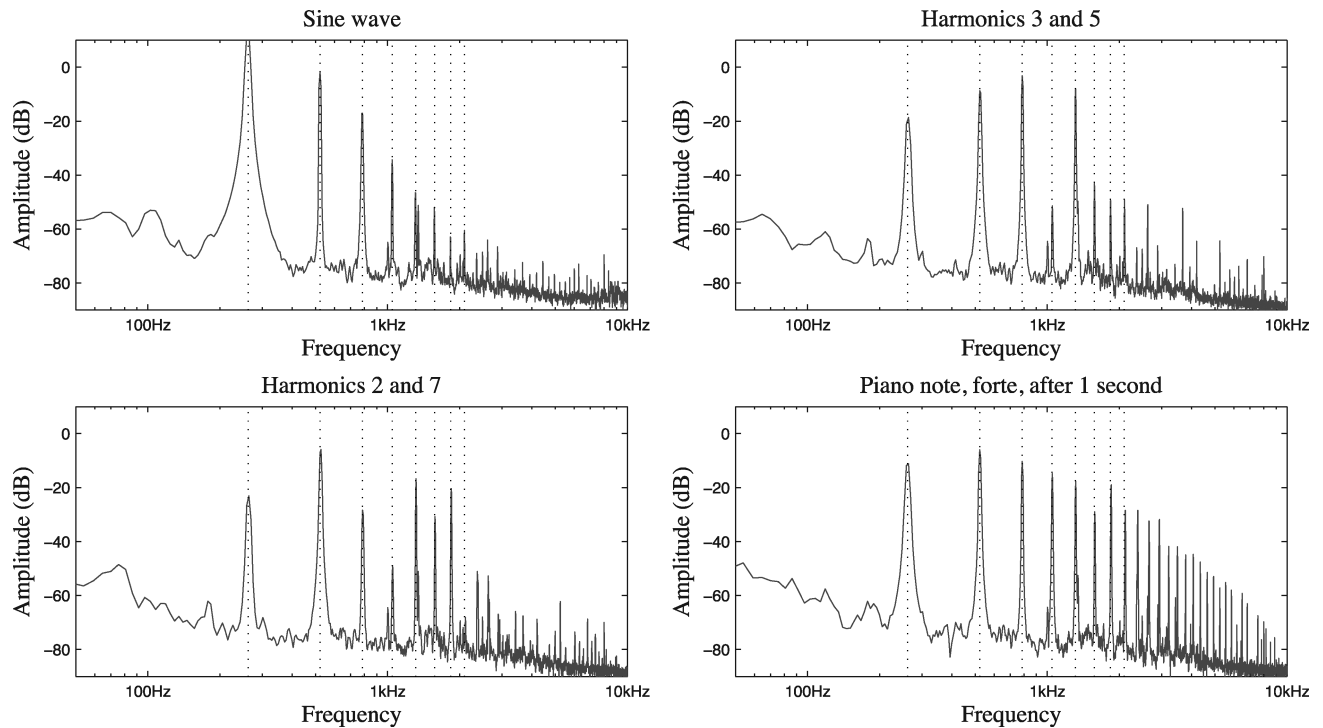 Sine wave
Amplitude (dB)
0
−20
−40
−60
−80
100Hz
1kHz
10kHz
Frequency
Harmonics 3 and 5
Amplitude (dB)
0
−20
−40
−60
−80
100Hz
1kHz
10kHz
Frequency
Harmonics 2 and 7
Amplitude (dB)
0
−20
−40
−60
−80
100Hz
1kHz
10kHz
Frequency
Piano note, forte, after 1 second
Amplitude (dB)
0
−20
−40
−60
−80
100Hz
1kHz
10kHz
Frequency